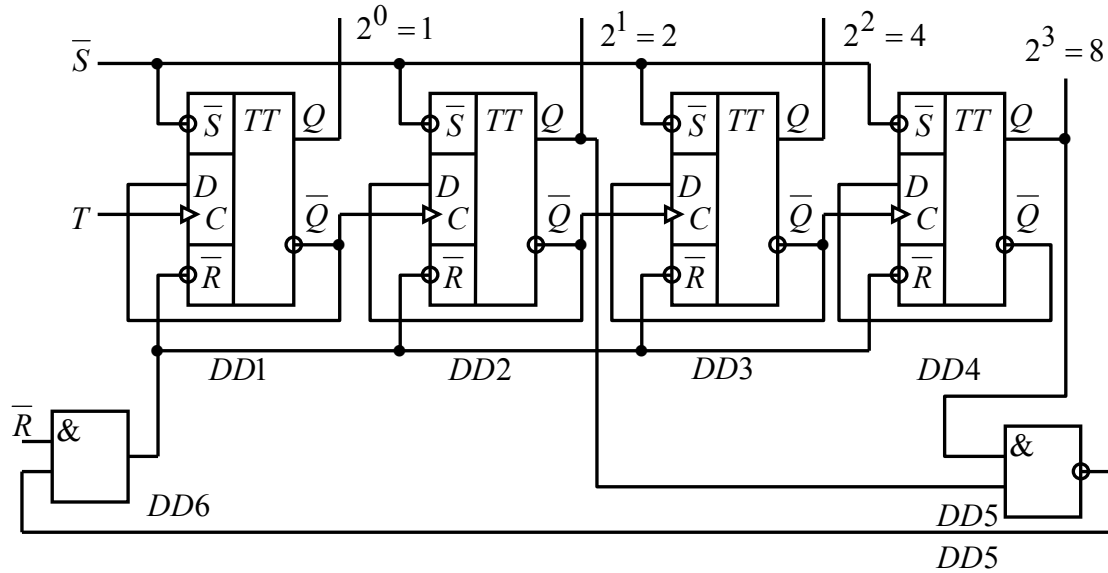 2⁰ = 1
2¹ = 2
2² = 4
2³ = 8
S̅
S̅ TT Q
S̅ TT Q
S̅ TT Q
S̅ TT Q
D Q̅
D Q̅
D Q̅
D Q̅
T
C
C
C
C
R̅
R̅
R̅
R̅
DD1
DD2
DD3
DD4
R̅
&
&
DD6
DD5
DD5